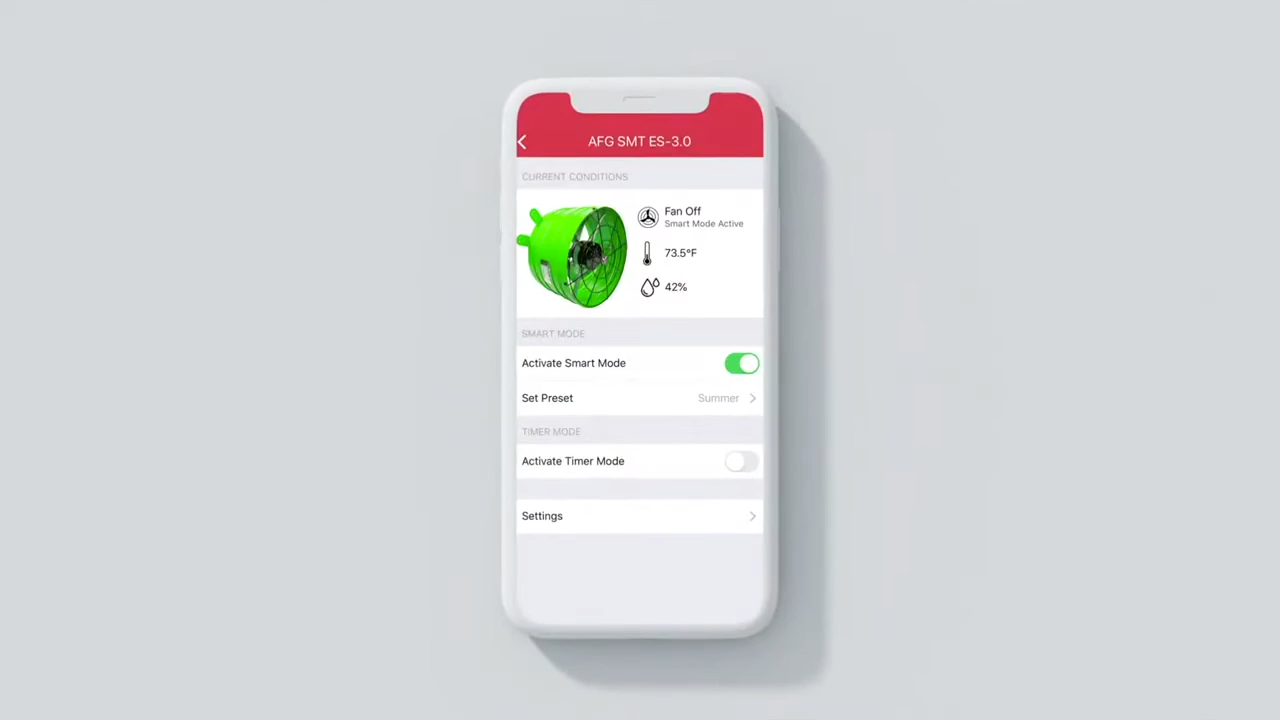 AFG SMT ES-3.0
CURRENT CONDITIONS
Fan Off
Smart Mode Active
73.5°F
42%
SMART MODE
Activate Smart Mode
Set Preset Summer
TIMER MODE
Activate Timer Mode
Settings